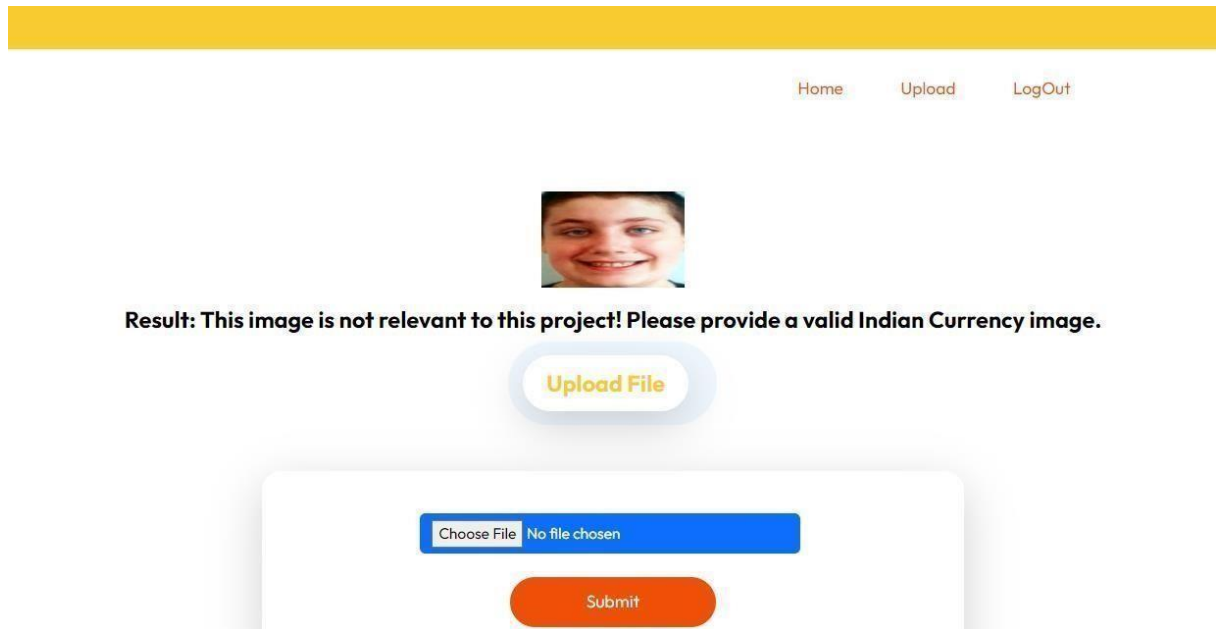 Home Upload LogOut
Result: This image is not relevant to this project! Please provide a valid Indian Currency image.
Upload File
Choose File No file chosen
Submit